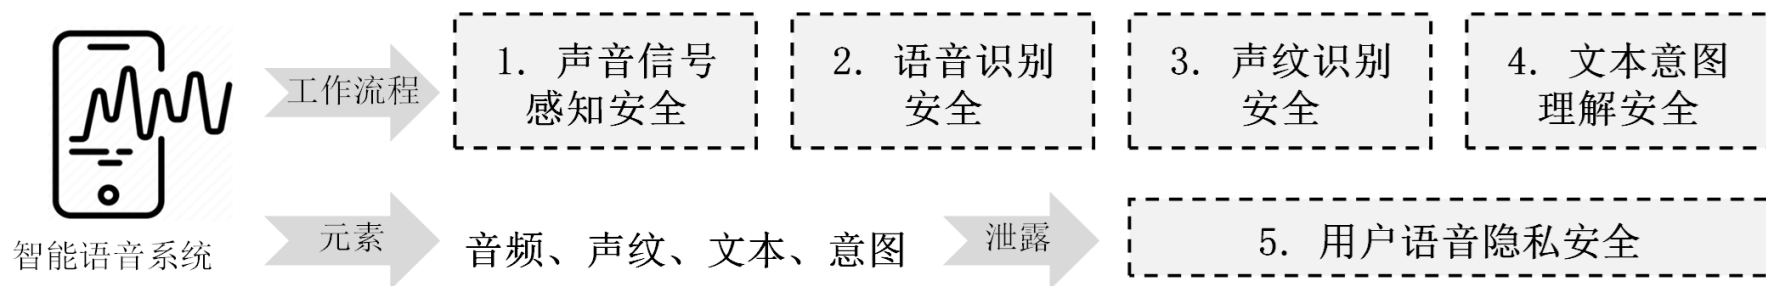 工作流程
1. 声音信号
感知安全
2. 语音识别
安全
3. 声纹识别
安全
4. 文本意图
理解安全
智能语音系统
元素
音频、声纹、文本、意图
泄露
5. 用户语音隐私安全